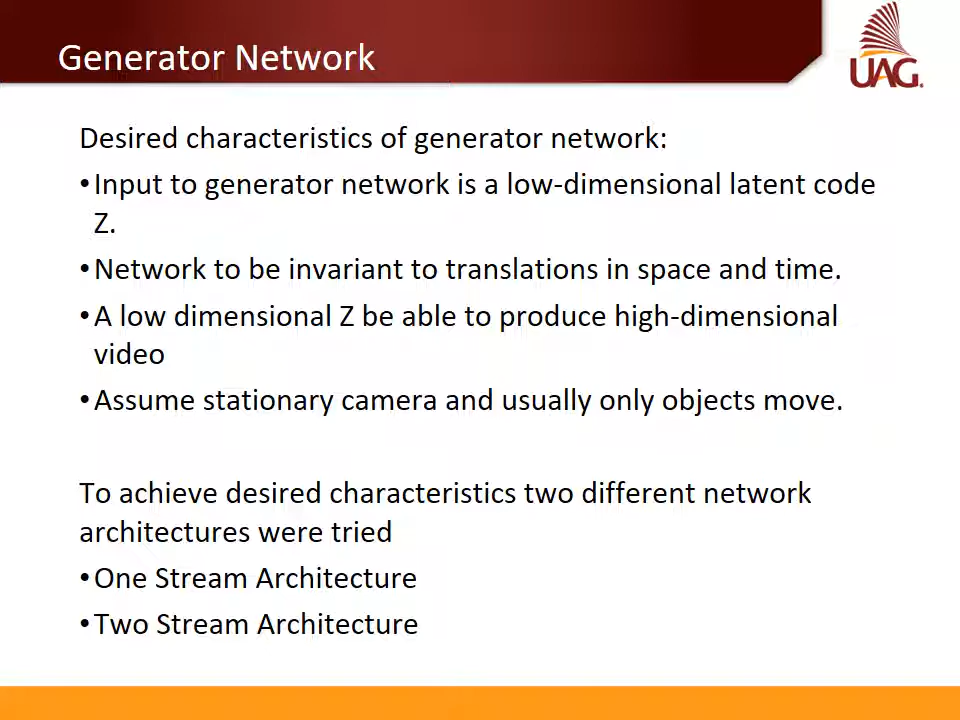 Generator Network
UAG.
Desired characteristics of generator network:
•Input to generator network is a low-dimensional latent code
Z.
•Network to be invariant to translations in space and time.
•A low dimensional Z be able to produce high-dimensional
video
•Assume stationary camera and usually only objects move.
To achieve desired characteristics two different network
architectures were tried
•One Stream Architecture
•Two Stream Architecture